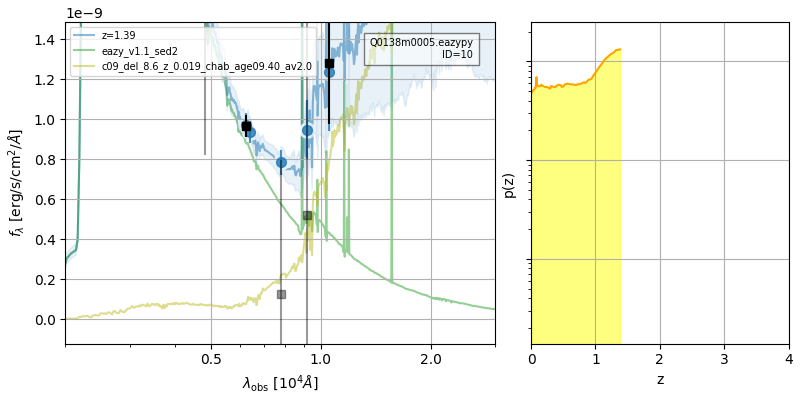 1e−9
z=1.39
eazy_v1.1_sed2
c09_del_8.6_z_0.019_chab_age09.40_av2.0
Q0138m0005.eazypy
ID=10
1.4
1.2
1.0
0.8
0.6
0.4
0.2
0.0
fλ [erg/s/cm²/Å]
0.5
1.0
2.0
λobs [10⁴Å]
p(z)
0
1
2
3
4
z